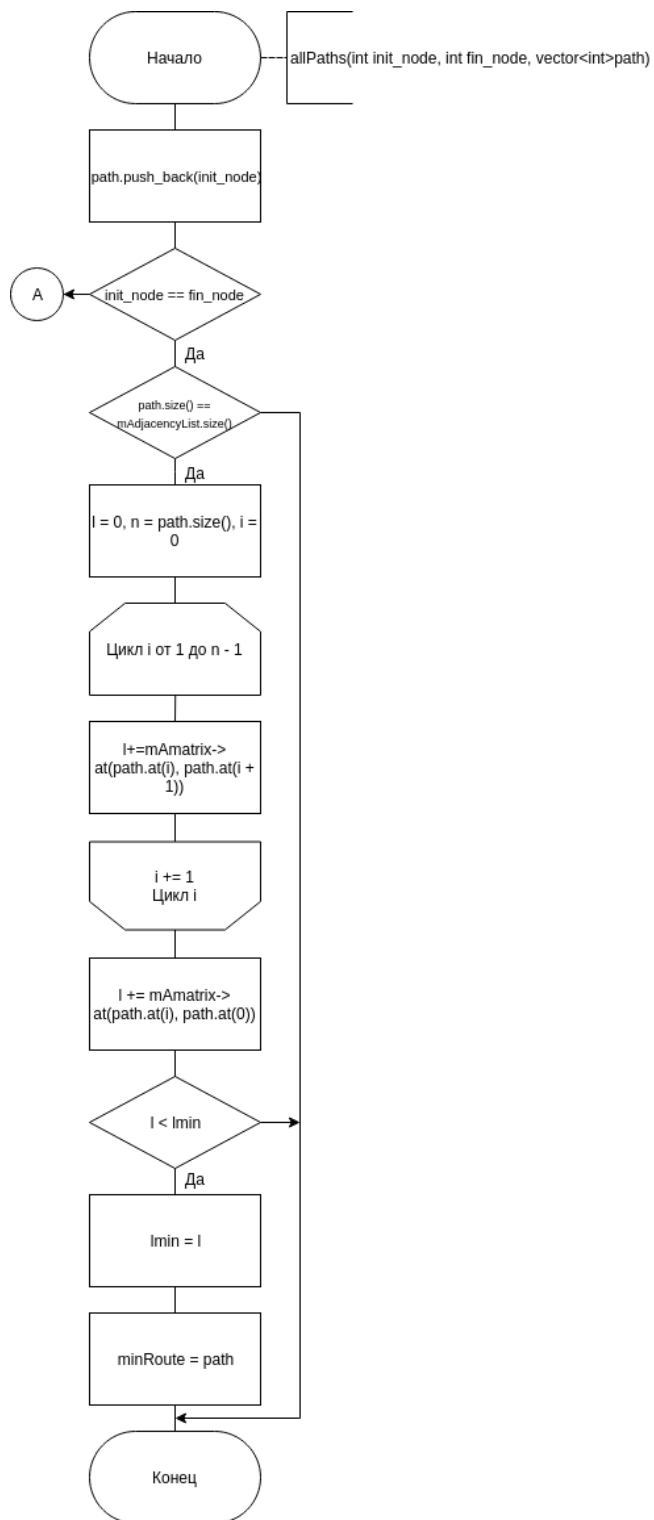 Начало
allPaths(int init_node, int fin_node, vector<int>path)
path.push_back(init_node)
A
init_node == fin_node
Да
path.size() ==
mAdjacencyList.size()
Да
l = 0, n = path.size(), i =
0
Цикл i от 1 до n - 1
l+=mAmatrix->
at(path.at(i), path.at(i +
1))
i += 1
Цикл i
l += mAmatrix->
at(path.at(i), path.at(0))
l < lmin
Да
lmin = l
minRoute = path
Конец